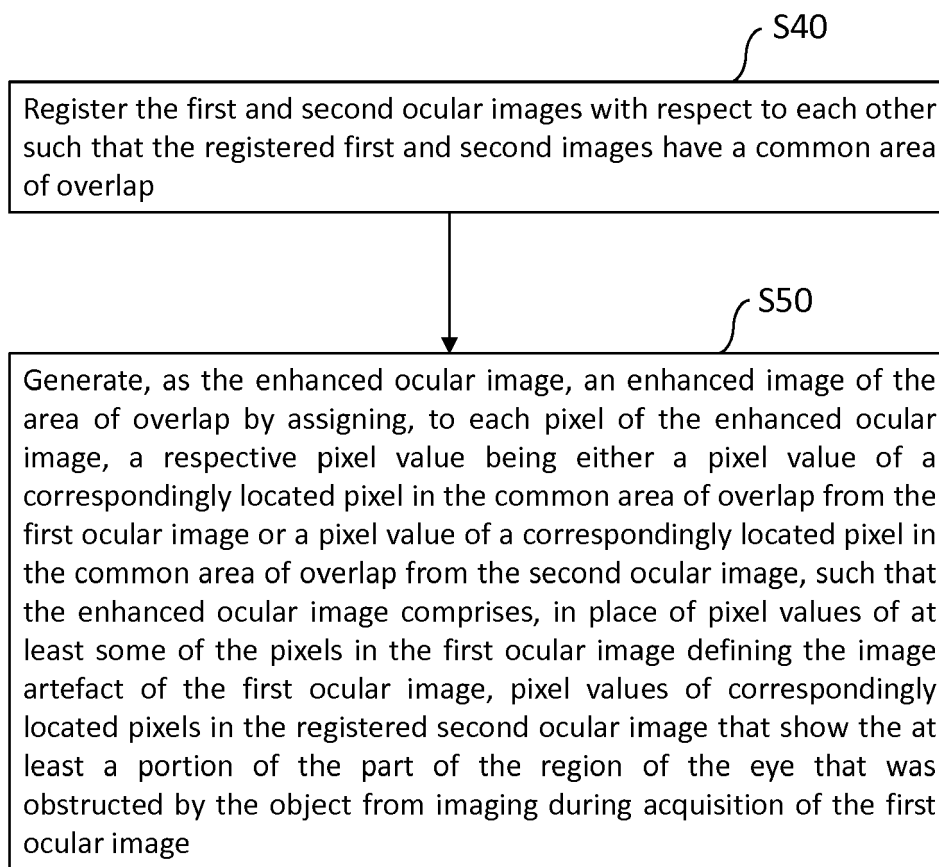 S40
Register the first and second ocular images with respect to each other
such that the registered first and second images have a common area
of overlap
S50
Generate, as the enhanced ocular image, an enhanced image of the
area of overlap by assigning, to each pixel of the enhanced ocular
image, a respective pixel value being either a pixel value of a
correspondingly located pixel in the common area of overlap from the
first ocular image or a pixel value of a correspondingly located pixel in
the common area of overlap from the second ocular image, such that
the enhanced ocular image comprises, in place of pixel values of at
least some of the pixels in the first ocular image defining the image
artefact of the first ocular image, pixel values of correspondingly
located pixels in the registered second ocular image that show the at
least a portion of the part of the region of the eye that was
obstructed by the object from imaging during acquisition of the first
ocular image